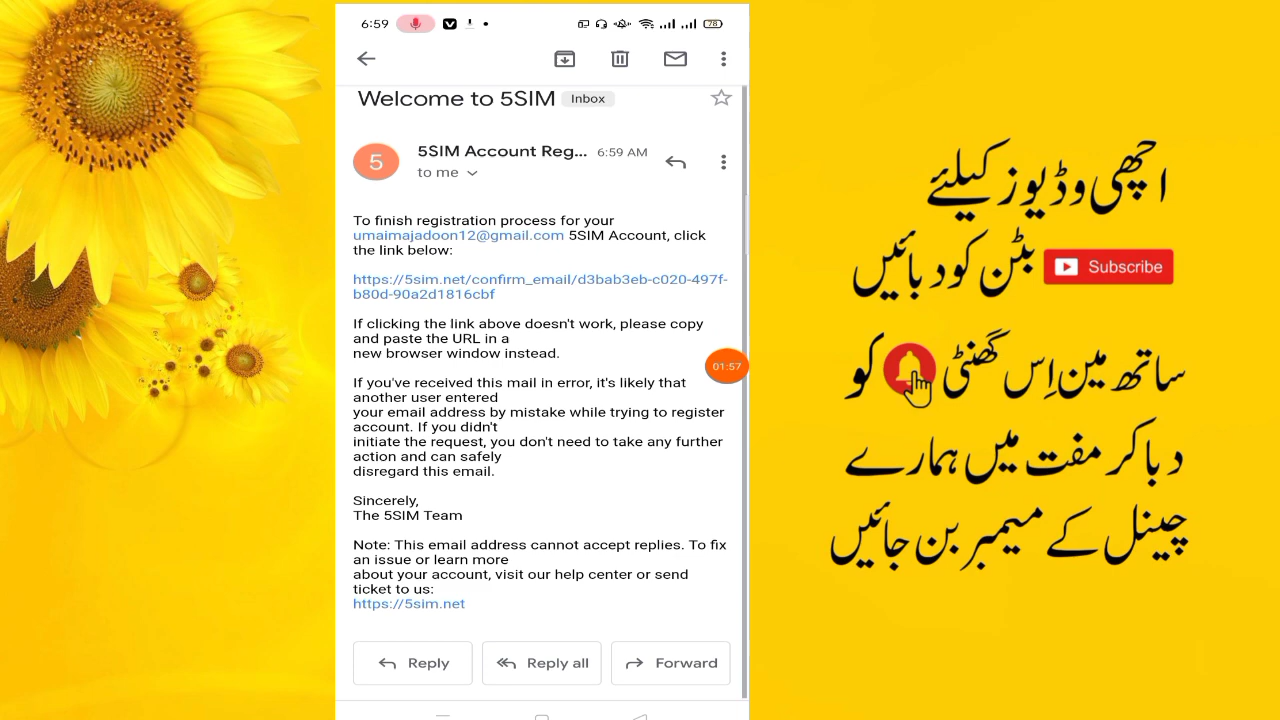 6:59
78
Welcome to 5SIM Inbox
5
5SIM Account Reg... 6:59 AM
to me
To finish registration process for your
umaimajadoon12@gmail.com 5SIM Account, click
the link below:
https://5sim.net/confirm_email/d3bab3eb-c020-497f-
b80d-90a2d1816cbf
If clicking the link above doesn't work, please copy
and paste the URL in a
new browser window instead.
01:57
If you've received this mail in error, it's likely that
another user entered
your email address by mistake while trying to register
account. If you didn't
initiate the request, you don't need to take any further
action and can safely
disregard this email.
Sincerely,
The 5SIM Team
Note: This email address cannot accept replies. To fix
an issue or learn more
about your account, visit our help center or send
ticket to us:
https://5sim.net
Reply Reply all Forward
اچھی وڈیوز کیلئے
Subscribe بٹن کو دبائیں
ساتھ مین اِس گھنٹی کو
دبا کر مفت میں ہمارے
چینل کے میمبر بن جائیں